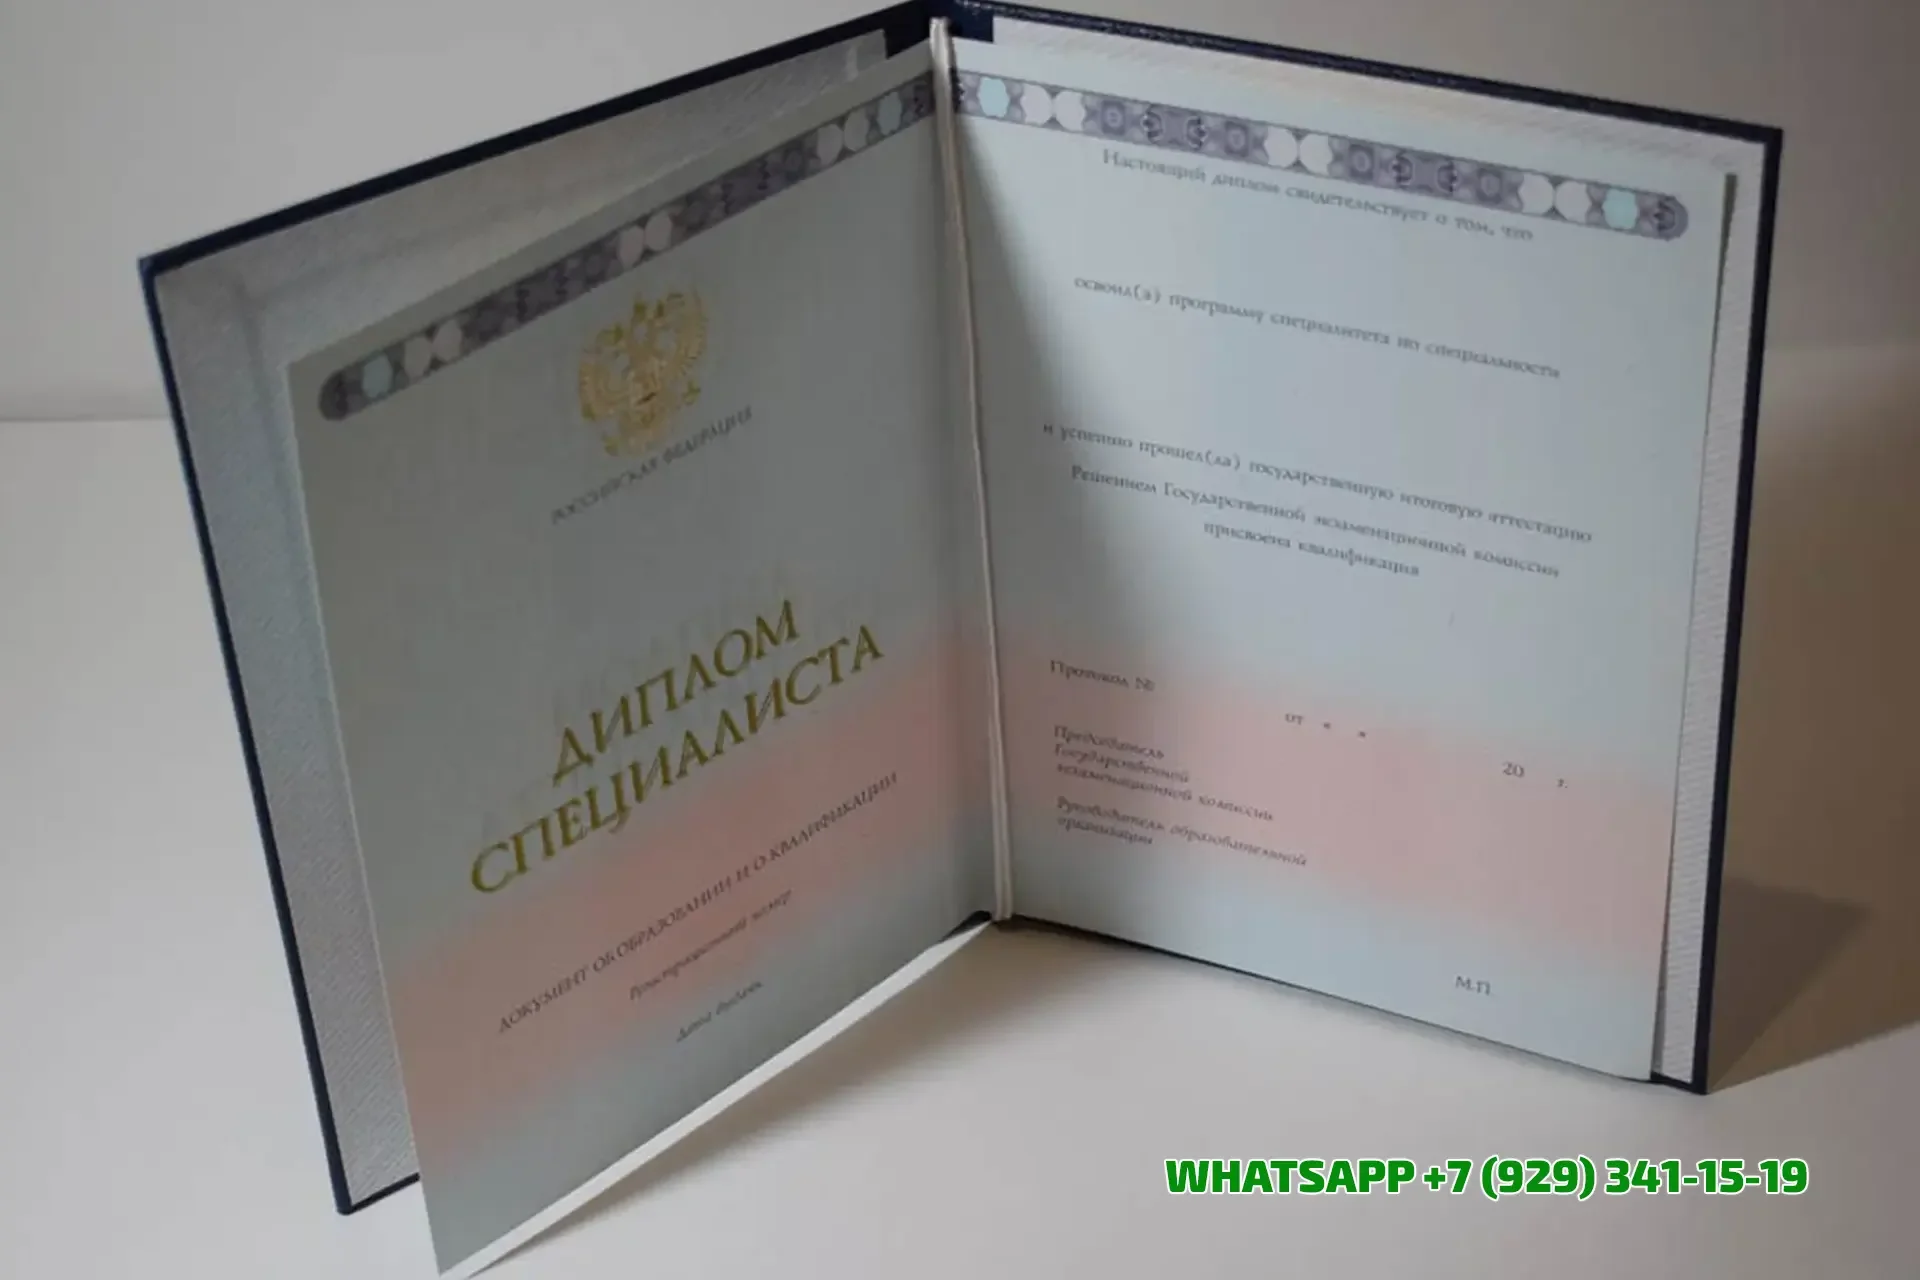 РОССИЙСКАЯ ФЕДЕРАЦИЯ
ДИПЛОМ
СПЕЦИАЛИСТА
ДОКУМЕНТ ОБ ОБРАЗОВАНИИ И О КВАЛИФИКАЦИИ
Регистрационный номер
Дата выдачи
Настоящий диплом свидетельствует о том, что
освоил(а) программу специалитета по специальности
и успешно прошел(ла) государственную итоговую аттестацию
Решением Государственной экзаменационной комиссии
присвоена квалификация
Протокол №
от « »
20 г.
Председатель
Государственной
экзаменационной комиссии
Руководитель образовательной
организации
М.П.
WHATSAPP +7 (929) 341-15-19